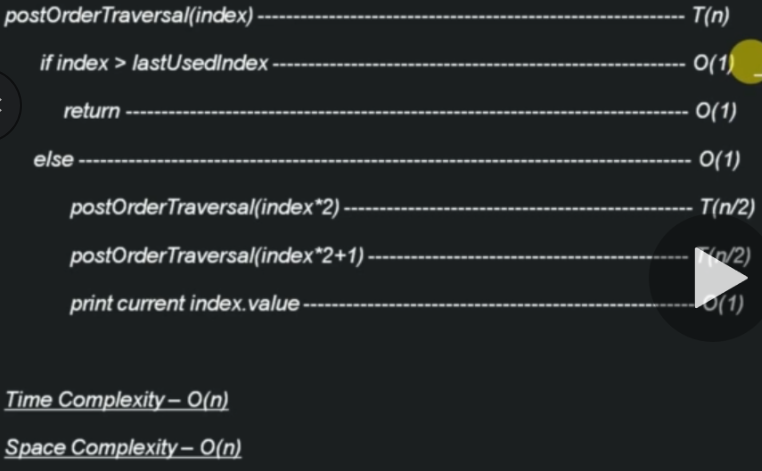 postOrderTraversal(index) ------------------------------------------------------------------------ T(n)
if index > lastUsedIndex --------------------------------------------------------------------- O(1)
return ---------------------------------------------------------------------------------------------- O(1)
else ------------------------------------------------------------------------------------------------------ O(1)
postOrderTraversal(index*2) ---------------------------------------------------------- T(n/2)
postOrderTraversal(index*2+1) ------------------------------------------------------ T(n/2)
print current index.value ------------------------------------------------------------------ O(1)
Time Complexity – O(n)
Space Complexity – O(n)